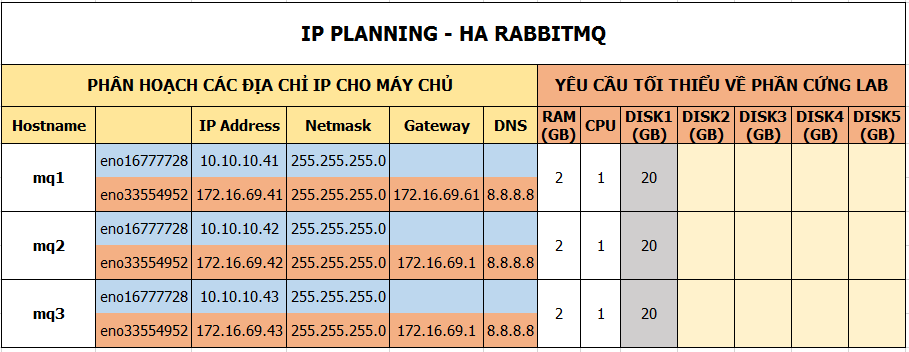 IP PLANNING - HA RABBITMQ
PHÂN HOẠCH CÁC ĐỊA CHỈ IP CHO MÁY CHỦ YÊU CẦU TỐI THIỂU VỀ PHẦN CỨNG LAB
Hostname IP Address Netmask Gateway DNS RAM (GB) CPU DISK1 (GB) DISK2 (GB) DISK3 (GB) DISK4 (GB) DISK5 (GB)
mq1 eno16777728 10.10.10.41 255.255.255.0 2 1 20
eno33554952 172.16.69.41 255.255.255.0 172.16.69.61 8.8.8.8
mq2 eno16777728 10.10.10.42 255.255.255.0 2 1 20
eno33554952 172.16.69.42 255.255.255.0 172.16.69.1 8.8.8.8
mq3 eno16777728 10.10.10.43 255.255.255.0 2 1 20
eno33554952 172.16.69.43 255.255.255.0 172.16.69.1 8.8.8.8